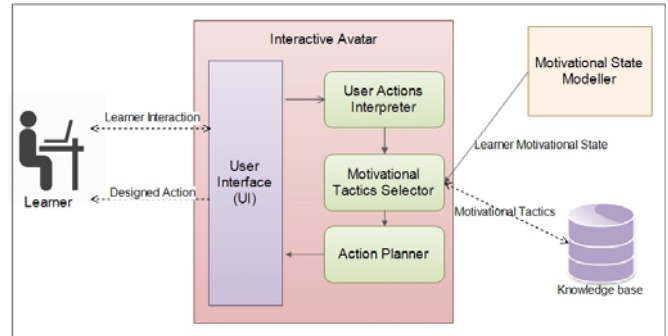 Interactive Avatar
Motivational State
Modeller
User Actions
Interpreter
Learner Interaction
Learner Motivational State
User
Interface
(UI)
Motivational
Tactics Selector
Designed Action
Learner
Motivational Tactics
Action Planner
Knowledge base